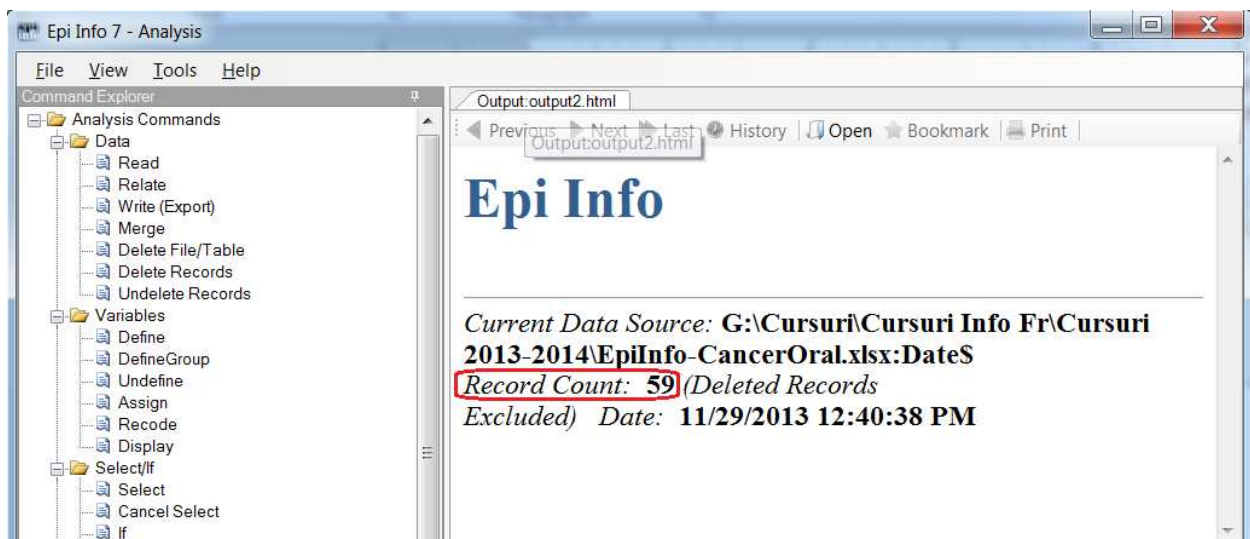 Epi Info 7 - Analysis
File View Tools Help
Command Explorer
Analysis Commands
Data
Read
Relate
Write (Export)
Merge
Delete File/Table
Delete Records
Undelete Records
Variables
Define
DefineGroup
Undefine
Assign
Recode
Display
Select/If
Select
Cancel Select
If
Output:output2.html
Previous Next Last History Open Bookmark Print
Output:output2.html
Epi Info
Current Data Source: G:\Cursuri\Cursuri Info Fr\Cursuri
2013-2014\EpiInfo-CancerOral.xlsx:Date$
Record Count: 59 (Deleted Records
Excluded) Date: 11/29/2013 12:40:38 PM